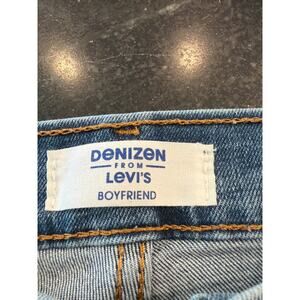 DENIZEN
FROM
LEVI'S
BOYFRIEND